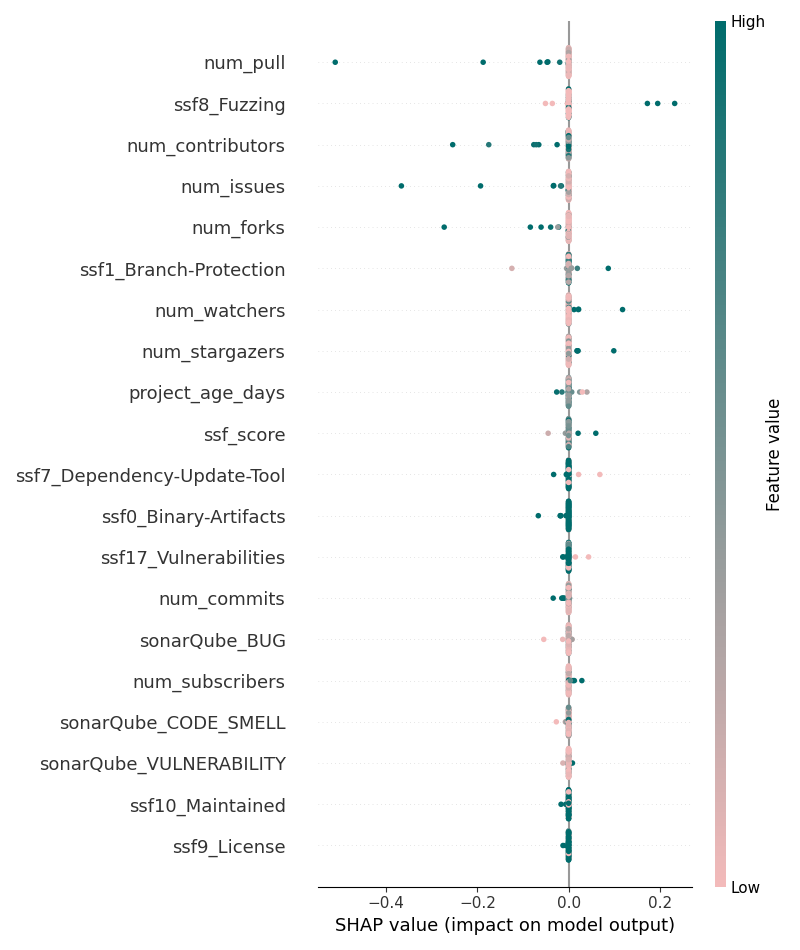 High
num_pull
ssf8_Fuzzing
num_contributors
num_issues
num_forks
ssf1_Branch-Protection
num_watchers
num_stargazers
project_age_days
ssf_score
ssf7_Dependency-Update-Tool
ssf0_Binary-Artifacts
ssf17_Vulnerabilities
num_commits
sonarQube_BUG
num_subscribers
sonarQube_CODE_SMELL
sonarQube_VULNERABILITY
ssf10_Maintained
ssf9_License
Feature value
Low
−0.4 −0.2 0.0 0.2
SHAP value (impact on model output)